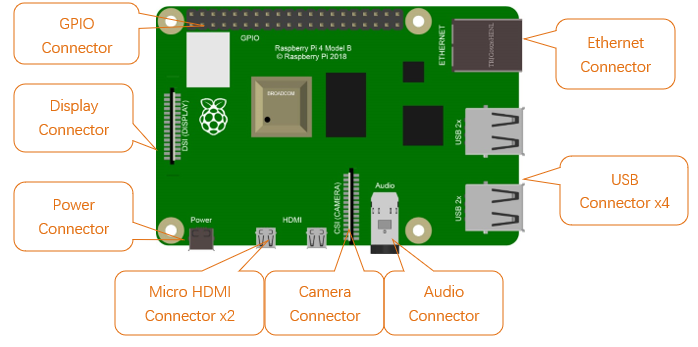 GPIO
Connector
GPIO
Raspberry Pi 4 Model B
© Raspberry Pi 2018
ETHERNET
Ethernet
Connector
Display
Connector
DSI (DISPLAY)
BROADCOM
USB 2x
Power
Connector
Power
HDMI
CSI (CAMERA)
Audio
USB 2x
USB
Connector x4
Micro HDMI
Connector x2
Camera
Connector
Audio
Connector